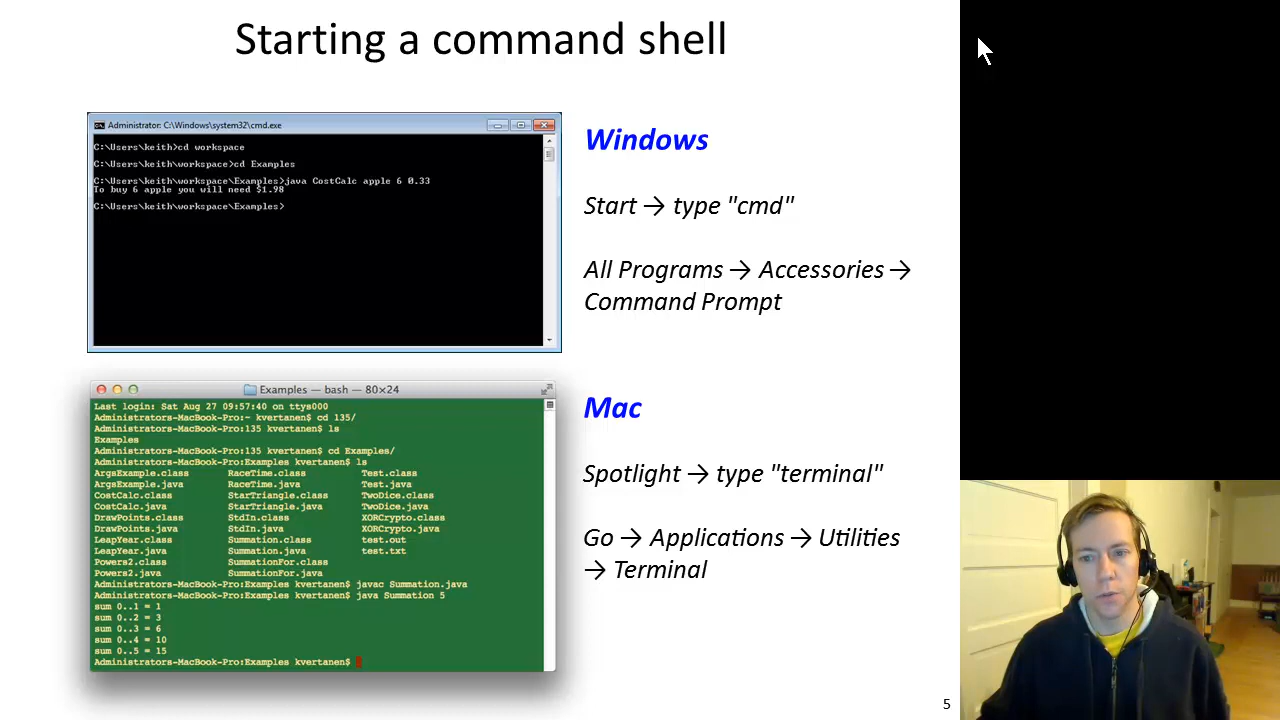 Starting a command shell
Administrator: C:\Windows\system32\cmd.exe
C:\Users\keith>cd workspace
C:\Users\keith\workspace>cd Examples
C:\Users\keith\workspace\Examples>java CostCalc apple 6 0.33
To buy 6 apple you will need $1.98
C:\Users\keith\workspace\Examples>
Windows
Start → type "cmd"
All Programs → Accessories →
Command Prompt
Examples — bash — 80×24
Last login: Sat Aug 27 09:57:40 on ttys000
Administrators-MacBook-Pro:~ kvertanen$ cd 135/
Administrators-MacBook-Pro:135 kvertanen$ ls
Examples
Administrators-MacBook-Pro:135 kvertanen$ cd Examples/
Administrators-MacBook-Pro:Examples kvertanen$ ls
ArgsExample.class RaceTime.class Test.class
ArgsExample.java RaceTime.java Test.java
CostCalc.class StarTriangle.class TwoDice.class
CostCalc.java StarTriangle.java TwoDice.java
DrawPoints.class StdIn.class XORCrypto.class
DrawPoints.java StdIn.java XORCrypto.java
LeapYear.class Summation.class test.out
LeapYear.java Summation.java test.txt
Powers2.class SummationFor.class
Powers2.java SummationFor.java
Administrators-MacBook-Pro:Examples kvertanen$ javac Summation.java
Administrators-MacBook-Pro:Examples kvertanen$ java Summation 5
sum 0..1 = 1
sum 0..2 = 3
sum 0..3 = 6
sum 0..4 = 10
sum 0..5 = 15
Administrators-MacBook-Pro:Examples kvertanen$
Mac
Spotlight → type "terminal"
Go → Applications → Utilities
→ Terminal
5